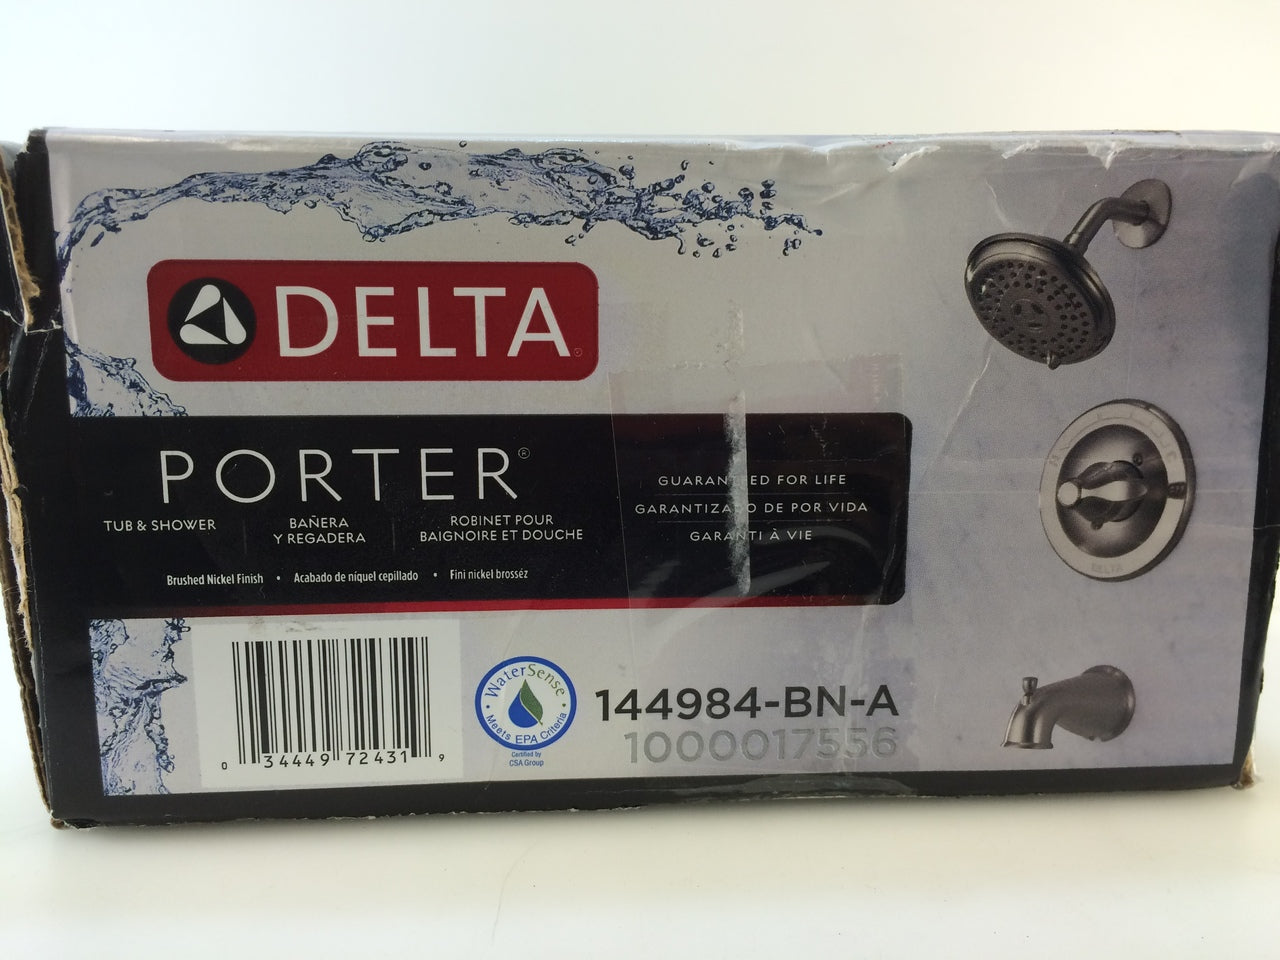 DELTA®
PORTER®
TUB & SHOWER
BAÑERA
Y REGADERA
ROBINET POUR
BAIGNOIRE ET DOUCHE
Brushed Nickel Finish • Acabado de níquel cepillado • Fini nickel brosséz
GUARANTEED FOR LIFE
GARANTIZADO DE POR VIDA
GARANTI À VIE
0 34449 72431 9
WaterSense
Meets EPA Criteria
Certified by
CSA Group
144984-BN-A
1000017556
DELTA